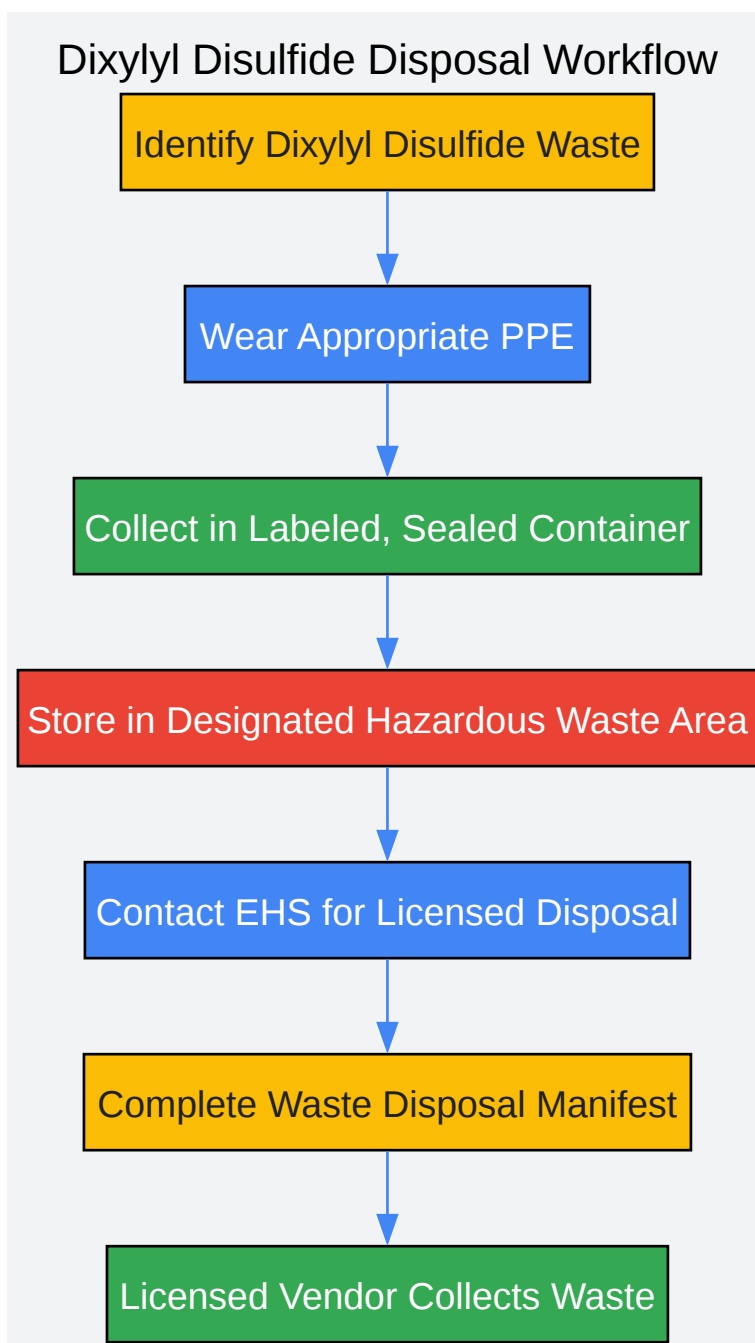 Dixylyl Disulfide Disposal Workflow
Identify Dixylyl Disulfide Waste
Wear Appropriate PPE
Collect in Labeled, Sealed Container
Store in Designated Hazardous Waste Area
Contact EHS for Licensed Disposal
Complete Waste Disposal Manifest
Licensed Vendor Collects Waste